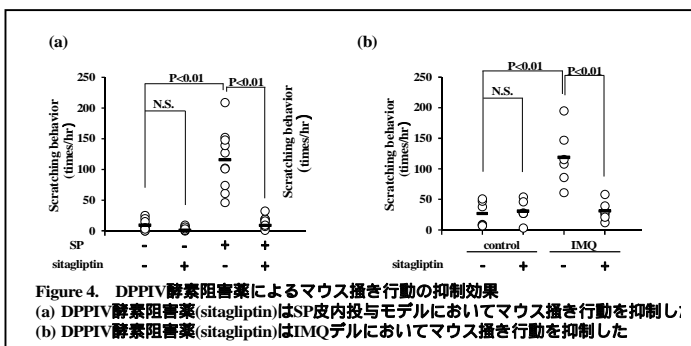 (a)
(b)
P<0.01
P<0.01
N.S.
Scratching behavior
(times/hr)
250
200
150
100
50
0
SP
-
-
+
+
sitagliptin
-
+
-
+
Scratching behavior
(times/hr)
P<0.01
P<0.01
N.S.
Scratching behavior
(times/hr)
250
200
150
100
50
0
control
IMQ
sitagliptin
-
+
-
+
Figure 4. DPPIV酵素阻害薬によるマウス掻き行動の抑制効果
(a) DPPIV酵素阻害薬(sitagliptin)はSP皮内投与モデルにおいてマウス掻き行動を抑制し
(b) DPPIV酵素阻害薬(sitagliptin)はIMQデルにおいてマウス掻き行動を抑制した